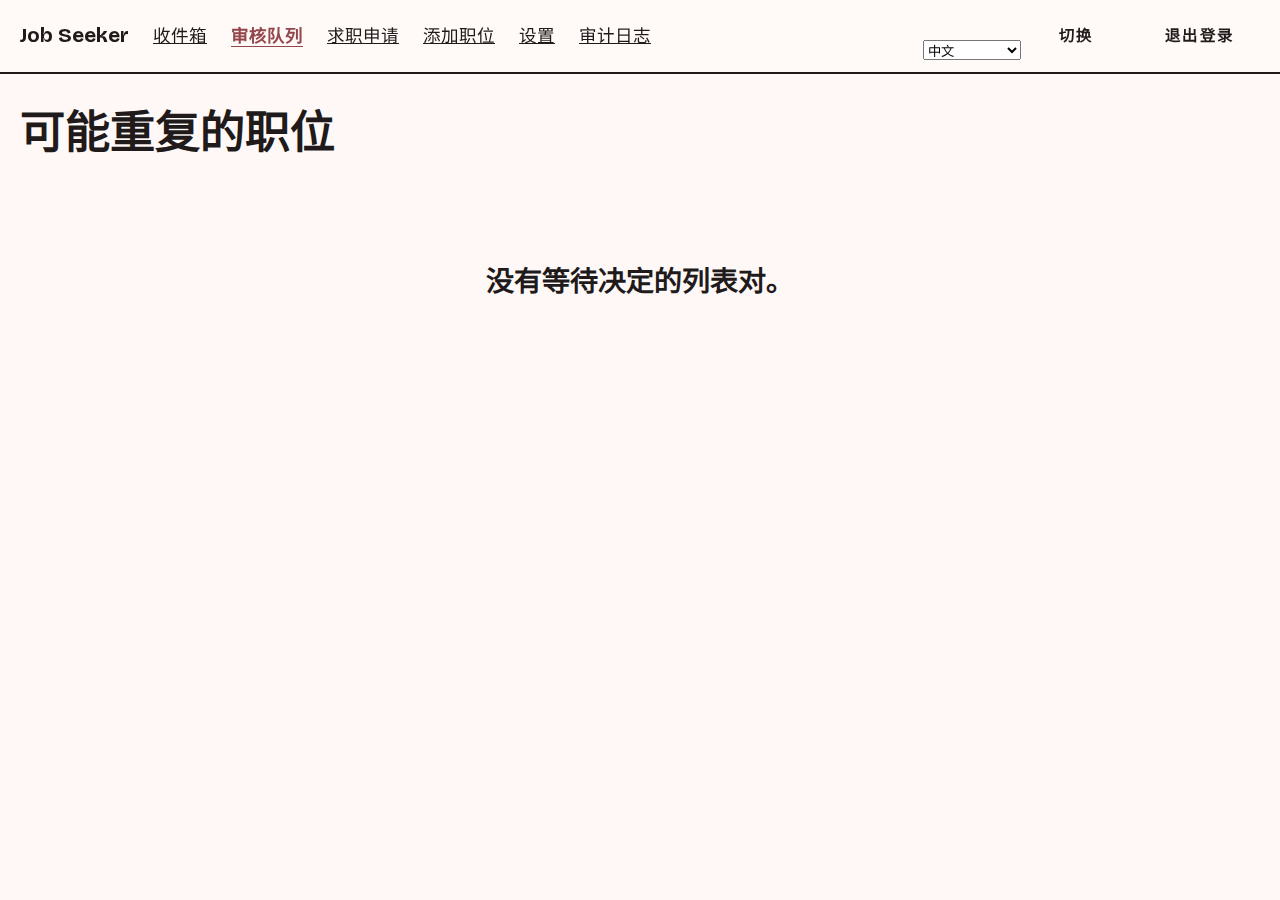 Job Seeker 收件箱 审核队列 求职申请 添加职位 设置 审计日志 中文 切换 退出登录
可能重复的职位
没有等待决定的列表对。